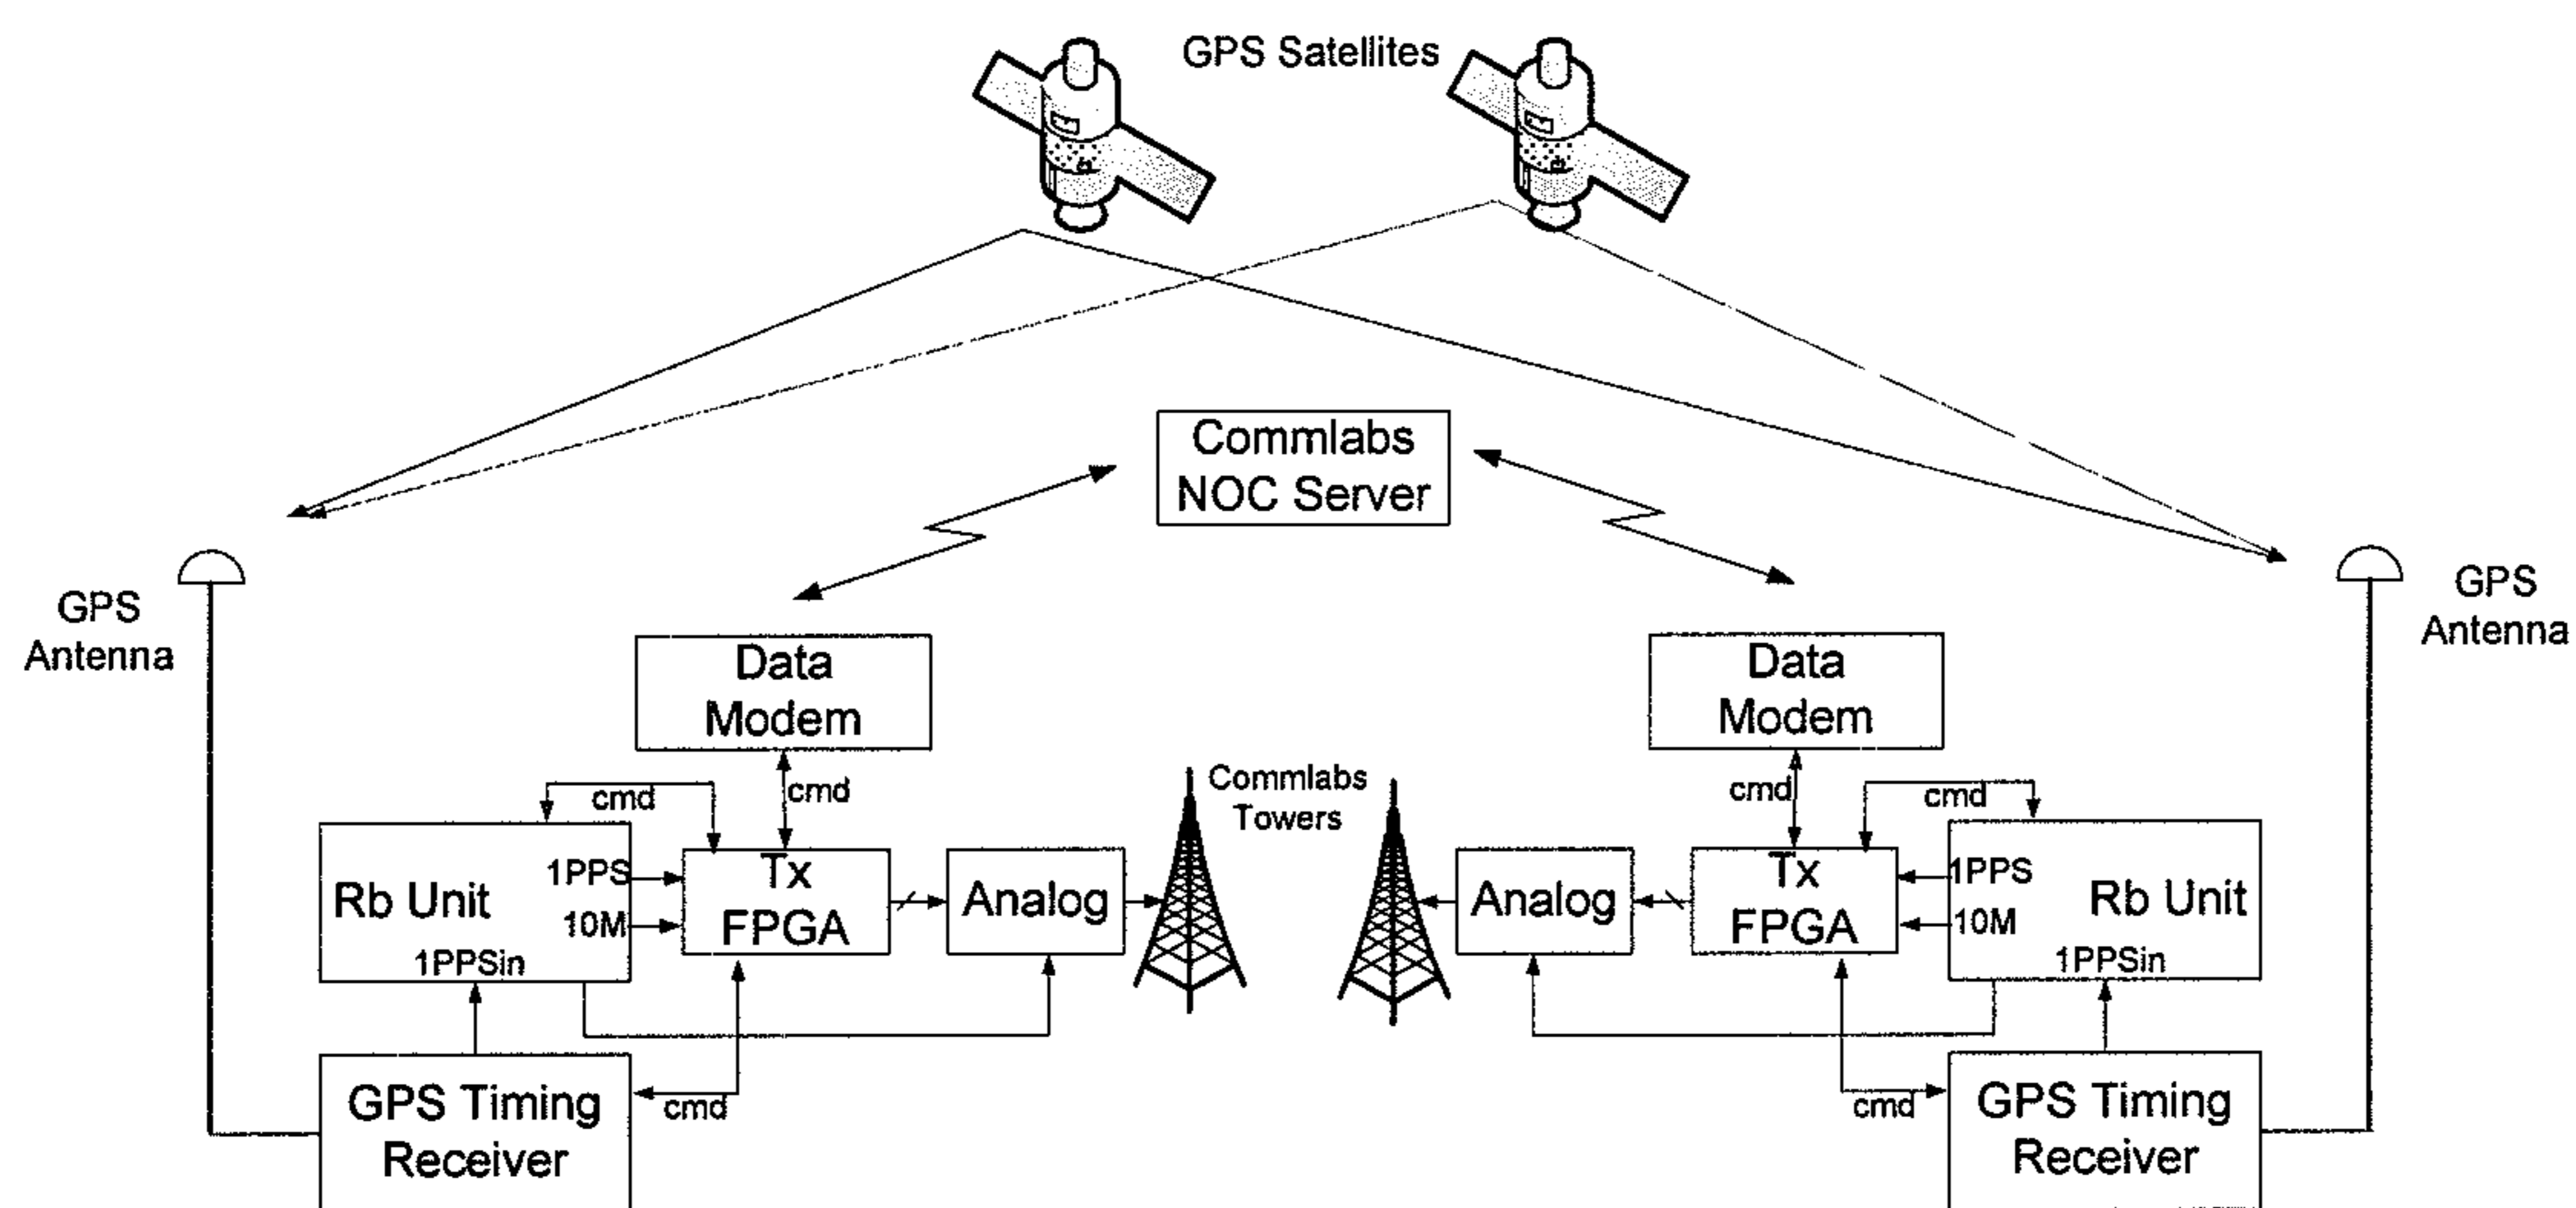 GPS Satellites
Commlabs
NOC Server
GPS
Antenna
GPS
Antenna
Data
Modem
Data
Modem
cmd
cmd
Commlabs
Towers
cmd
cmd
Rb Unit
1PPS
10M
1PPSin
Tx
FPGA
Analog
Analog
Tx
FPGA
1PPS
10M
Rb Unit
1PPSin
GPS Timing
Receiver
cmd
cmd
GPS Timing
Receiver